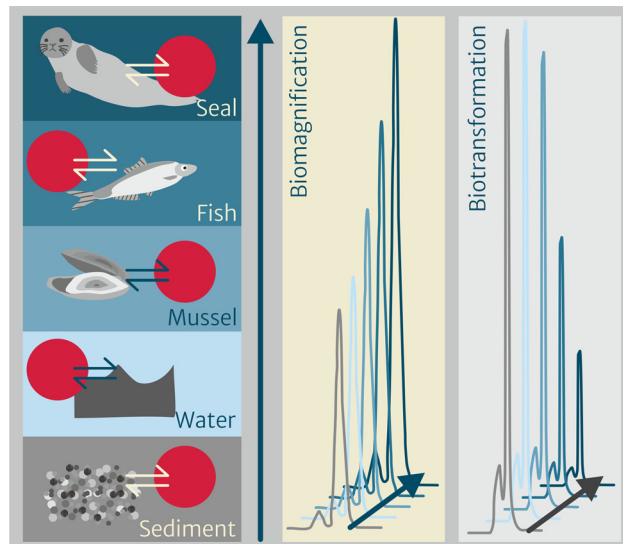 Seal
Fish
Mussel
Water
Sediment
Biomagnification
Biotransformation